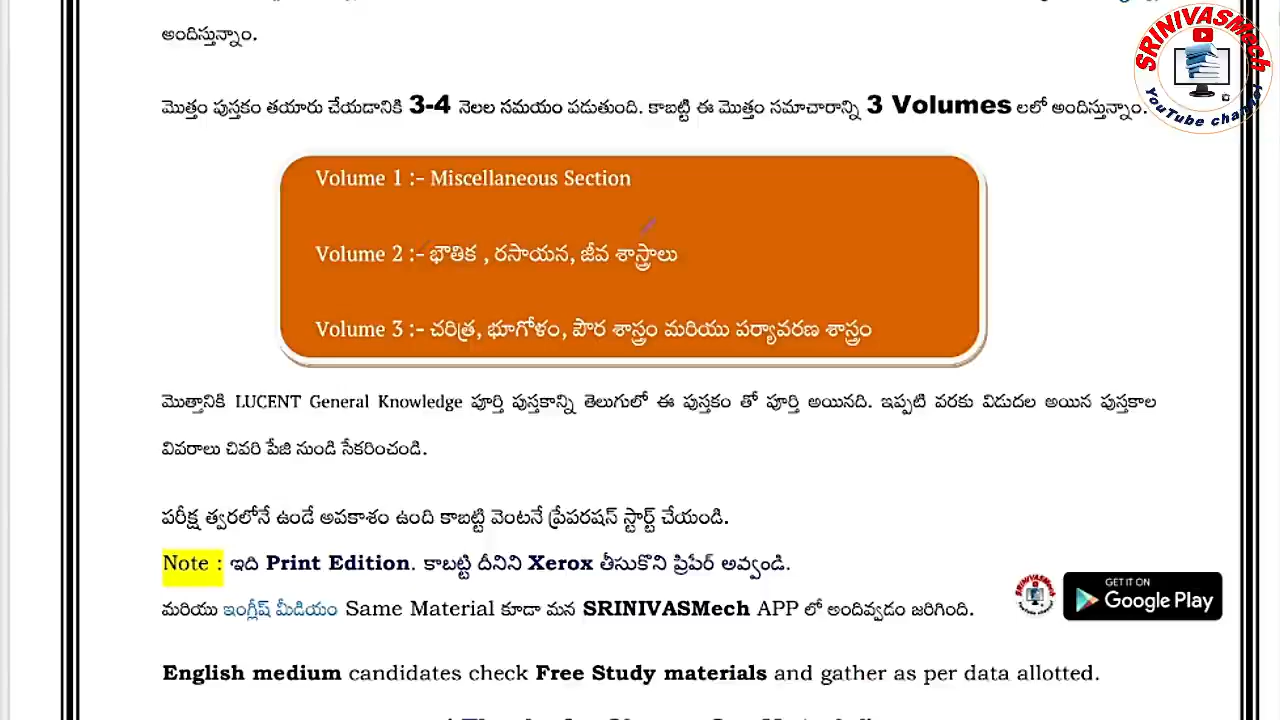 అందిస్తున్నాం.
మొత్తం పుస్తకం తయారు చేయడానికి 3-4 నెలల సమయం పడుతుంది. కాబట్టి ఈ మొత్తం సమాచారాన్ని 3 Volumes లలో అందిస్తున్నాం.
SRINIVASMech
YouTube channel
Volume 1 :- Miscellaneous Section
Volume 2 :- భౌతిక , రసాయన, జీవ శాస్త్రాలు
Volume 3 :- చరిత్ర, భూగోళం, పౌర శాస్త్రం మరియు పర్యావరణ శాస్త్రం
మొత్తానికి LUCENT General Knowledge పూర్తి పుస్తకాన్ని తెలుగులో ఈ పుస్తకం తో పూర్తి అయినది. ఇప్పటి వరకు విడుదల అయిన పుస్తకాల
వివరాలు చివరి పేజి నుండి సేకరించండి.
పరీక్ష త్వరలోనే ఉండే అవకాశం ఉంది కాబట్టి వెంటనే ప్రేపరషన్ స్టార్ట్ చేయండి.
Note : ఇది Print Edition. కాబట్టి దీనిని Xerox తీసుకొని ప్రిపేర్ అవ్వండి.
మరియు ఇంగ్లీష్ మీడియం Same Material కూడా మన SRINIVASMech APP లో అందివ్వడం జరిగింది.
GET IT ON
Google Play
English medium candidates check Free Study materials and gather as per data allotted.